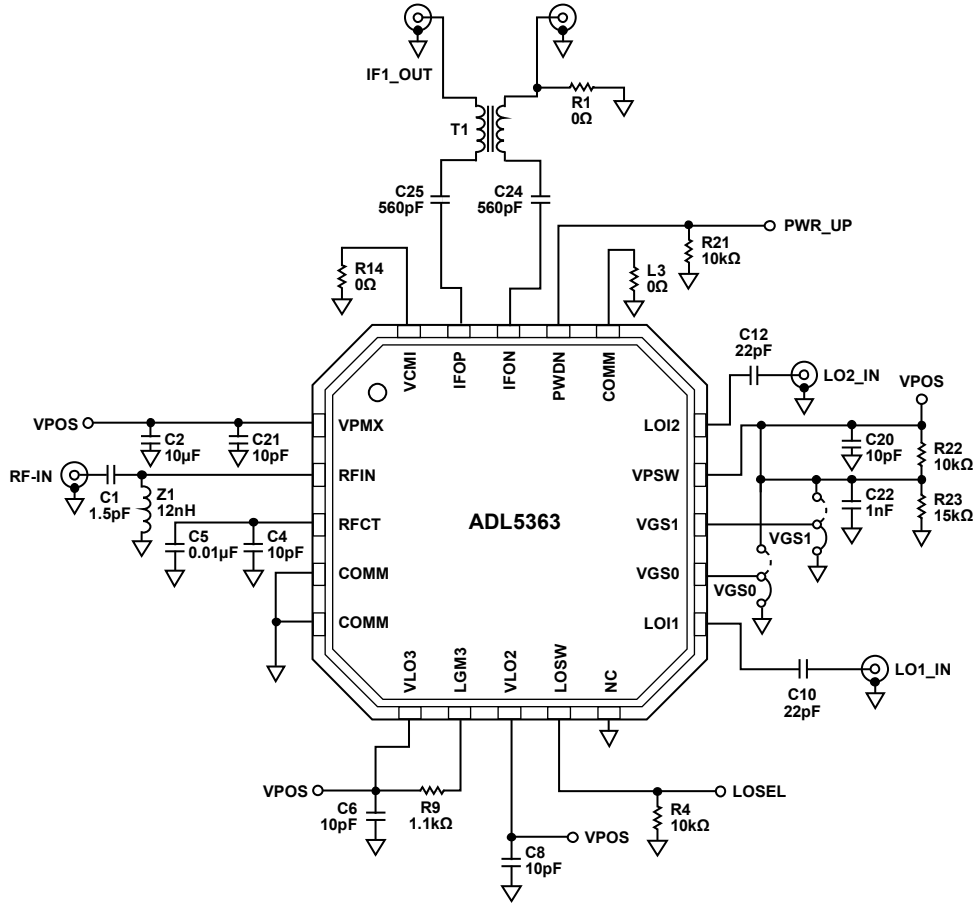 IF1_OUT
R1
0Ω
T1
C25
560pF
C24
560pF
PWR_UP
R21
10kΩ
R14
0Ω
L3
0Ω
C12
22pF
LO2_IN
VPOS
VCMI
IFOP
IFON
PWDN
COMM
VPOS
C2
10µF
C21
10pF
VPMX
LOI2
C20
10pF
R22
10kΩ
RF-IN
C1
1.5pF
Z1
12nH
RFIN
VPSW
C22
1nF
R23
15kΩ
C5
0.01µF
C4
10pF
RFCT
ADL5363
VGS1
VGS1
COMM
VGS0
VGS0
COMM
LOI1
LO1_IN
C10
22pF
VLO3
LGM3
VLO2
LOSW
NC
VPOS
C6
10pF
R9
1.1kΩ
LOSEL
R4
10kΩ
VPOS
C8
10pF